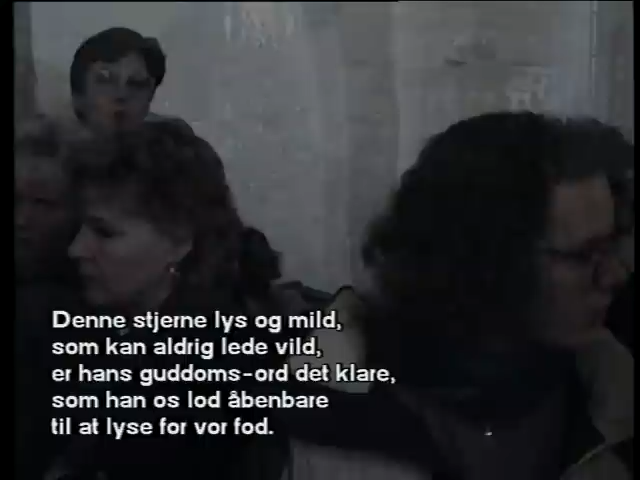 Denne stjerne lys og mild,
som kan aldrig lede vild,
er hans guddoms-ord det klare,
som han os lod åbenbare
til at lyse for vor fod.